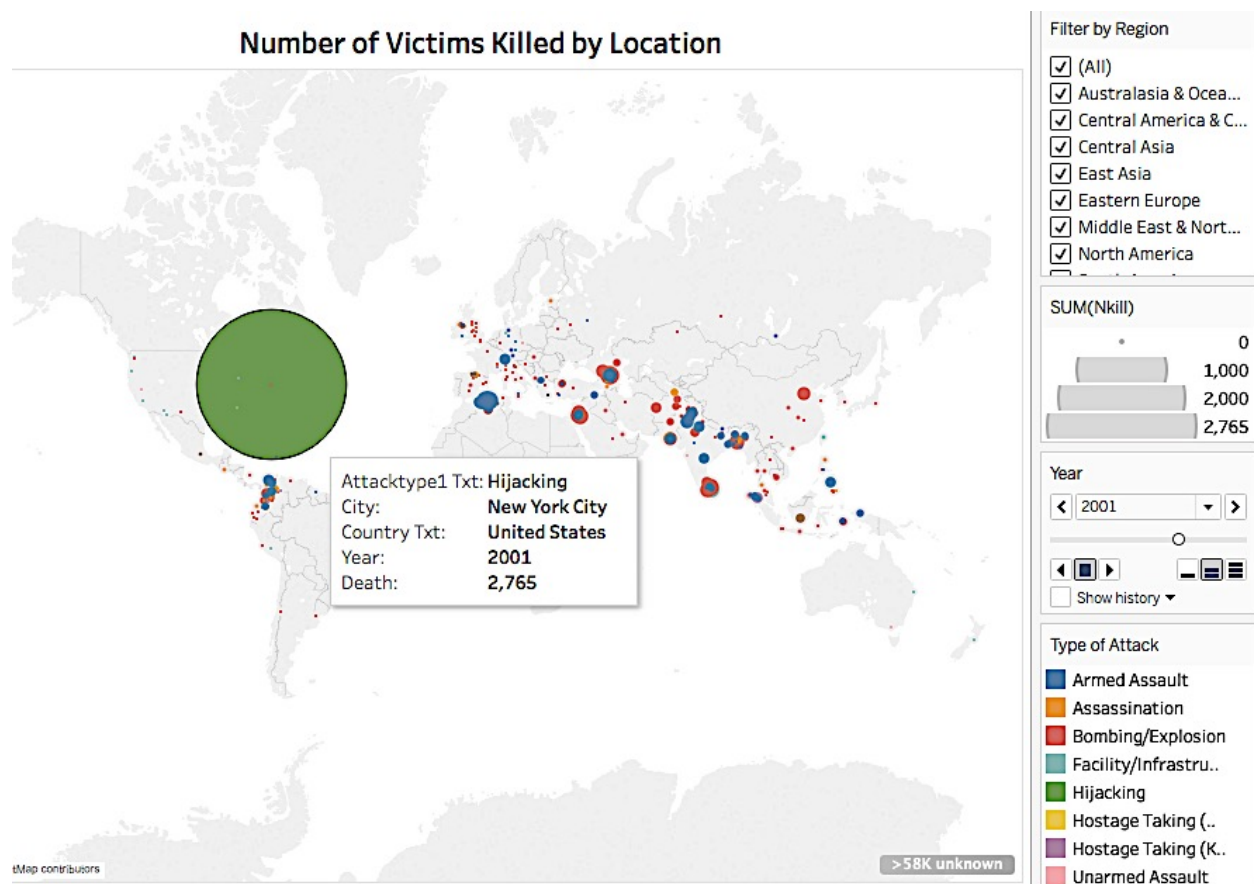 Number of Victims Killed by Location
Attacktype1 Txt: Hijacking
City: New York City
Country Txt: United States
Year: 2001
Death: 2,765
tMap contributors
>58K unknown
Filter by Region
(All)
Australasia & Ocea...
Central America & C...
Central Asia
East Asia
Eastern Europe
Middle East & Nort...
North America
SUM(Nkill)
0
1,000
2,000
2,765
Year
2001
Show history
Type of Attack
Armed Assault
Assassination
Bombing/Explosion
Facility/Infrastru..
Hijacking
Hostage Taking (..
Hostage Taking (K..
Unarmed Assault